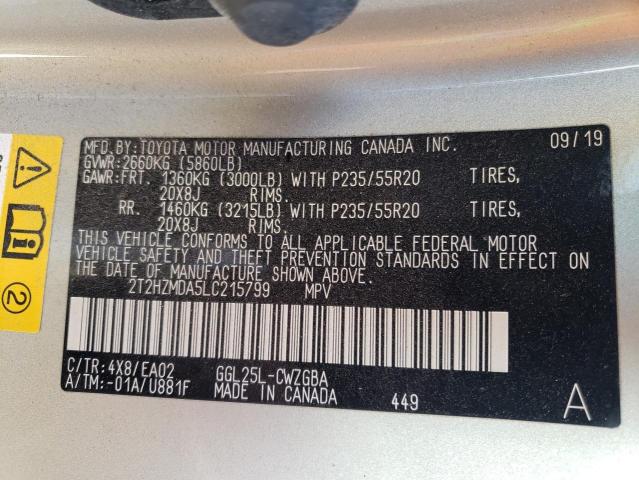 MFD.BY:TOYOTA MOTOR MANUFACTURING CANADA INC. 09/19
GVWR:2660KG (5860LB)
GAWR:FRT. 1360KG (3000LB) WITH P235/55R20 TIRES,
20X8J RIMS.
RR. 1460KG (3215LB) WITH P235/55R20 TIRES,
20X8J RIMS.
THIS VEHICLE CONFORMS TO ALL APPLICABLE FEDERAL MOTOR
VEHICLE SAFETY AND THEFT PREVENTION STANDARDS IN EFFECT ON
THE DATE OF MANUFACTURE SHOWN ABOVE.
2T2HZMDA5LC215799 MPV
C/TR:4X8/EA02 GGL25L-CWZGBA
A/TM:-01A/U881F MADE IN CANADA 449 A
2